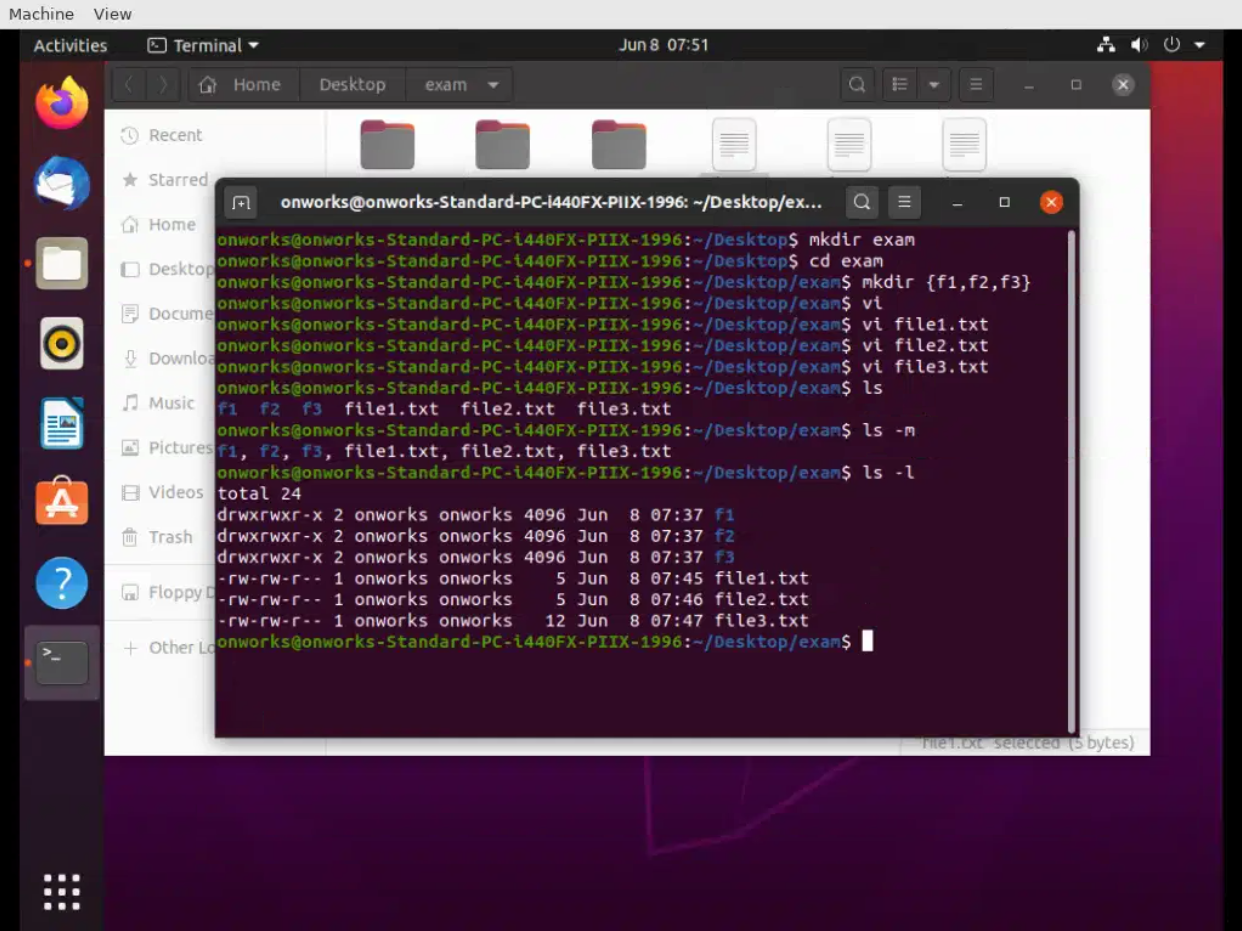 Machine View
Activities Terminal Jun 8 07:51
Home Desktop exam
Recent
Starred
Home
Desktop
Docume
Downloa
Music
Pictures
Videos
Trash
Floppy D
Other Lo
onworks@onworks-Standard-PC-i440FX-PIIX-1996: ~/Desktop/ex...
onworks@onworks-Standard-PC-i440FX-PIIX-1996:~/Desktop$ mkdir exam
onworks@onworks-Standard-PC-i440FX-PIIX-1996:~/Desktop$ cd exam
onworks@onworks-Standard-PC-i440FX-PIIX-1996:~/Desktop/exam$ mkdir {f1,f2,f3}
onworks@onworks-Standard-PC-i440FX-PIIX-1996:~/Desktop/exam$ vi
onworks@onworks-Standard-PC-i440FX-PIIX-1996:~/Desktop/exam$ vi file1.txt
onworks@onworks-Standard-PC-i440FX-PIIX-1996:~/Desktop/exam$ vi file2.txt
onworks@onworks-Standard-PC-i440FX-PIIX-1996:~/Desktop/exam$ vi file3.txt
onworks@onworks-Standard-PC-i440FX-PIIX-1996:~/Desktop/exam$ ls
f1 f2 f3 file1.txt file2.txt file3.txt
onworks@onworks-Standard-PC-i440FX-PIIX-1996:~/Desktop/exam$ ls -m
f1, f2, f3, file1.txt, file2.txt, file3.txt
onworks@onworks-Standard-PC-i440FX-PIIX-1996:~/Desktop/exam$ ls -l
total 24
drwxrwxr-x 2 onworks onworks 4096 Jun 8 07:37 f1
drwxrwxr-x 2 onworks onworks 4096 Jun 8 07:37 f2
drwxrwxr-x 2 onworks onworks 4096 Jun 8 07:37 f3
-rw-rw-r-- 1 onworks onworks 5 Jun 8 07:45 file1.txt
-rw-rw-r-- 1 onworks onworks 5 Jun 8 07:46 file2.txt
-rw-rw-r-- 1 onworks onworks 12 Jun 8 07:47 file3.txt
onworks@onworks-Standard-PC-i440FX-PIIX-1996:~/Desktop/exam$
"file1.txt" selected (5 bytes)